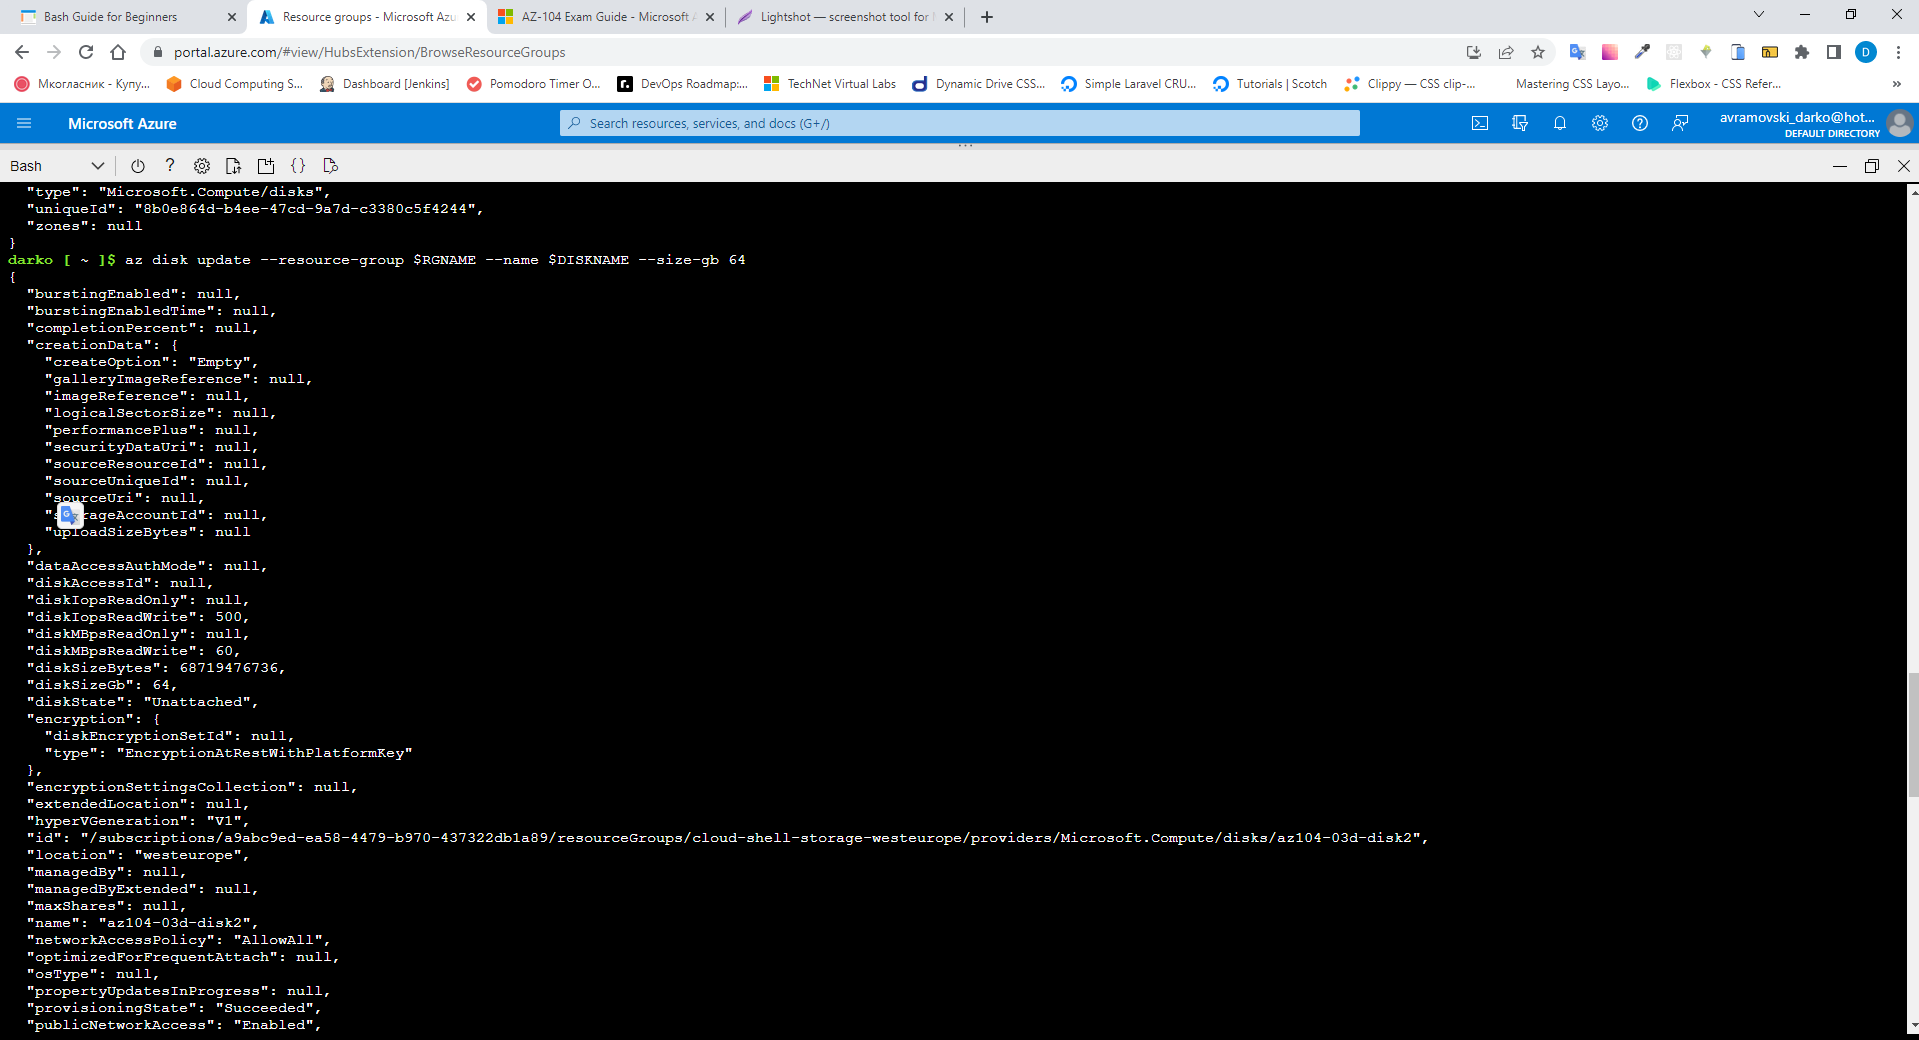 Bash Guide for Beginners
Resource groups - Microsoft Azu
AZ-104 Exam Guide - Microsoft A
Lightshot — screenshot tool for M
portal.azure.com/#view/HubsExtension/BrowseResourceGroups
D
Мкогласник - Купу...
Cloud Computing S...
Dashboard [Jenkins]
Pomodoro Timer O...
DevOps Roadmap:...
TechNet Virtual Labs
Dynamic Drive CSS...
Simple Laravel CRU...
Tutorials | Scotch
Clippy — CSS clip-...
Mastering CSS Layo...
Flexbox - CSS Refer...
»
Microsoft Azure
Search resources, services, and docs (G+/)
avramovski_darko@hot...
DEFAULT DIRECTORY
Bash
"type": "Microsoft.Compute/disks",
"uniqueId": "8b0e864d-b4ee-47cd-9a7d-c3380c5f4244",
"zones": null
}
darko [ ~ ]$ az disk update --resource-group $RGNAME --name $DISKNAME --size-gb 64
{
"burstingEnabled": null,
"burstingEnabledTime": null,
"completionPercent": null,
"creationData": {
"createOption": "Empty",
"galleryImageReference": null,
"imageReference": null,
"logicalSectorSize": null,
"performancePlus": null,
"securityDataUri": null,
"sourceResourceId": null,
"sourceUniqueId": null,
"sourceUri": null,
"storageAccountId": null,
"uploadSizeBytes": null
},
"dataAccessAuthMode": null,
"diskAccessId": null,
"diskIopsReadOnly": null,
"diskIopsReadWrite": 500,
"diskMBpsReadOnly": null,
"diskMBpsReadWrite": 60,
"diskSizeBytes": 68719476736,
"diskSizeGb": 64,
"diskState": "Unattached",
"encryption": {
"diskEncryptionSetId": null,
"type": "EncryptionAtRestWithPlatformKey"
},
"encryptionSettingsCollection": null,
"extendedLocation": null,
"hyperVGeneration": "V1",
"id": "/subscriptions/a9abc9ed-ea58-4479-b970-437322db1a89/resourceGroups/cloud-shell-storage-westeurope/providers/Microsoft.Compute/disks/az104-03d-disk2",
"location": "westeurope",
"managedBy": null,
"managedByExtended": null,
"maxShares": null,
"name": "az104-03d-disk2",
"networkAccessPolicy": "AllowAll",
"optimizedForFrequentAttach": null,
"osType": null,
"propertyUpdatesInProgress": null,
"provisioningState": "Succeeded",
"publicNetworkAccess": "Enabled",